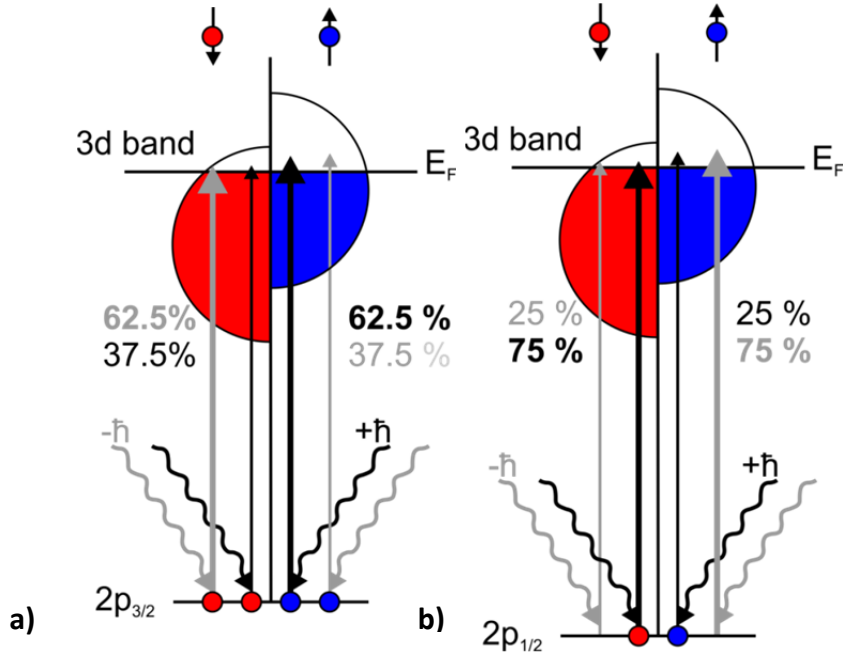 3d band
E_F
62.5%
37.5%
62.5 %
37.5 %
-ħ
+ħ
2p_3/2
a)
3d band
E_F
25 %
75 %
25 %
75 %
-ħ
+ħ
2p_1/2
b)